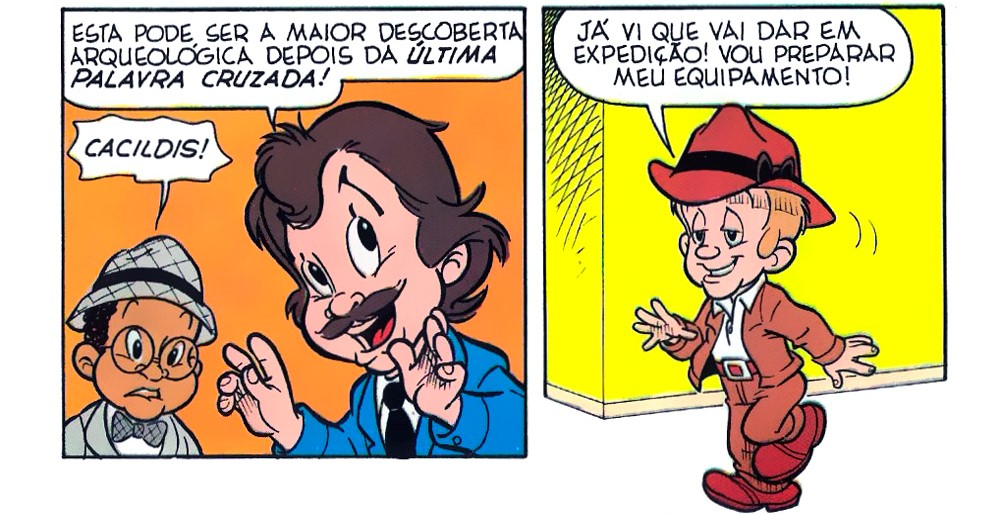 ESTA PODE SER A MAIOR DESCOBERTA
ARQUEOLÓGICA DEPOIS DA ÚLTIMA
PALAVRA CRUZADA!
CACILDIS!
JÁ VI QUE VAI DAR EM
EXPEDIÇÃO! VOU PREPARAR
MEU EQUIPAMENTO!